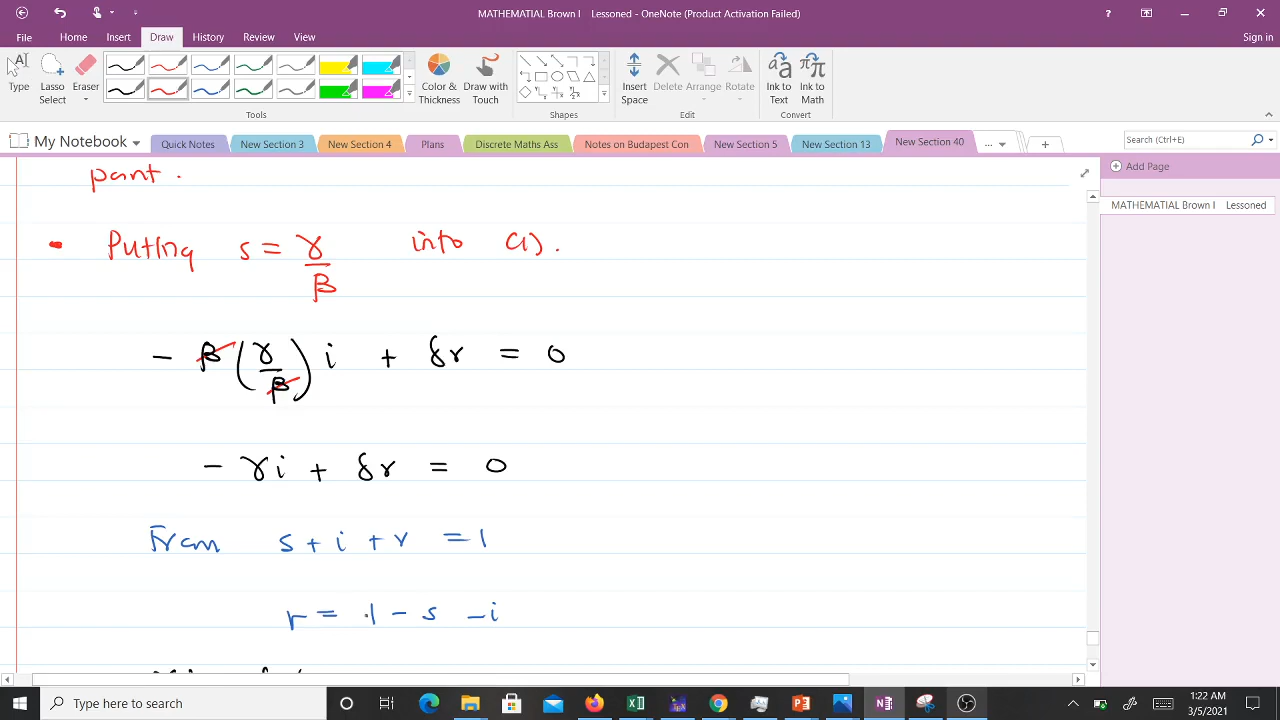 MATHEMATIAL Brown I Lessoned - OneNote (Product Activation Failed)
File Home Insert Draw History Review View Sign in
Type Lasso Select Eraser Color & Thickness Draw with Touch Insert Space Delete Arrange Rotate Ink to Text Ink to Math
Tools Shapes Edit Convert
My Notebook Quick Notes New Section 3 New Section 4 Plans Discrete Maths Ass Notes on Budapest Con New Section 5 New Section 13 New Section 40 ... Search (Ctrl+E)
Add Page
MATHEMATIAL Brown I Lessoned
point .
• Puting s = γ/β into (1).
- β (γ/β) i + δr = 0
- γi + δr = 0
From s + i + r = 1
r = 1 - s - i
Type here to search
1:22 AM
3/5/2021